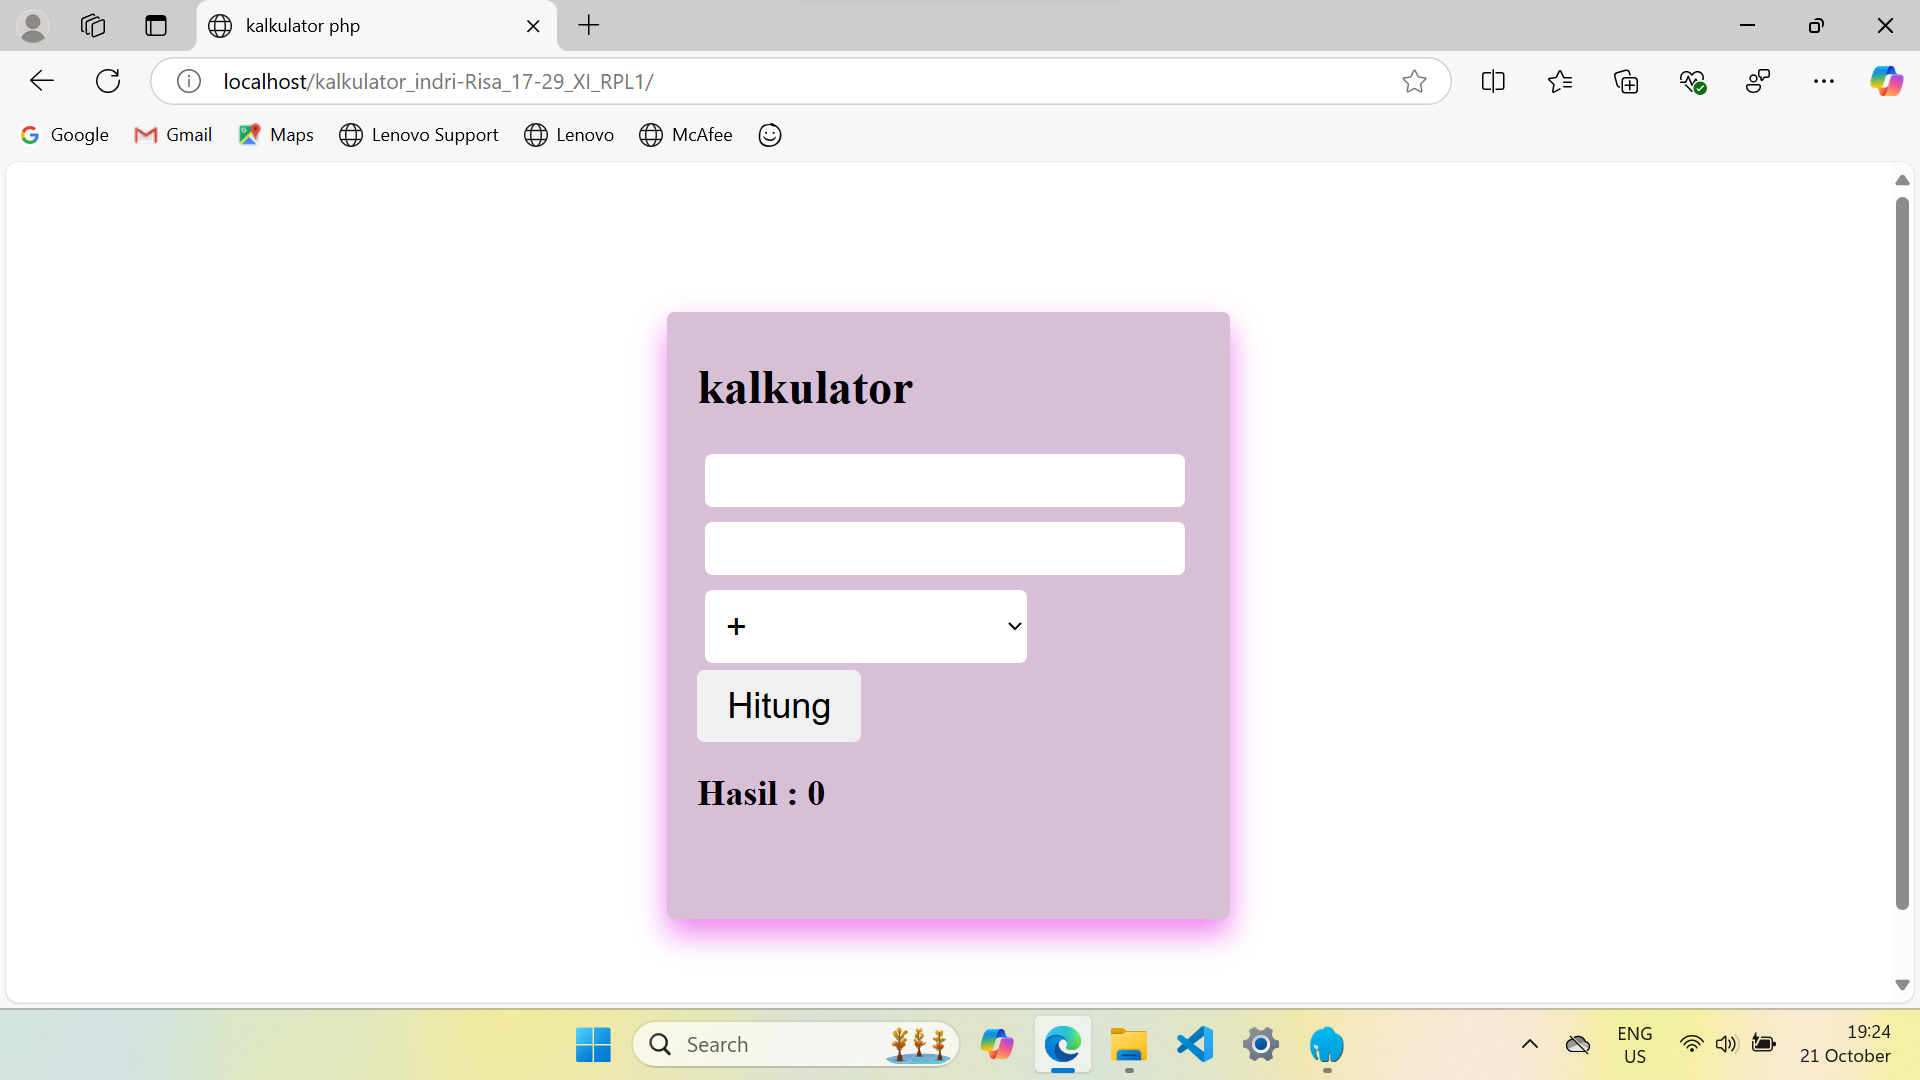 kalkulator php
localhost/kalkulator_indri-Risa_17-29_XI_RPL1/
Google
Gmail
Maps
Lenovo Support
Lenovo
McAfee
kalkulator
+
Hitung
Hasil : 0
Search
ENG
US
19:24
21 October